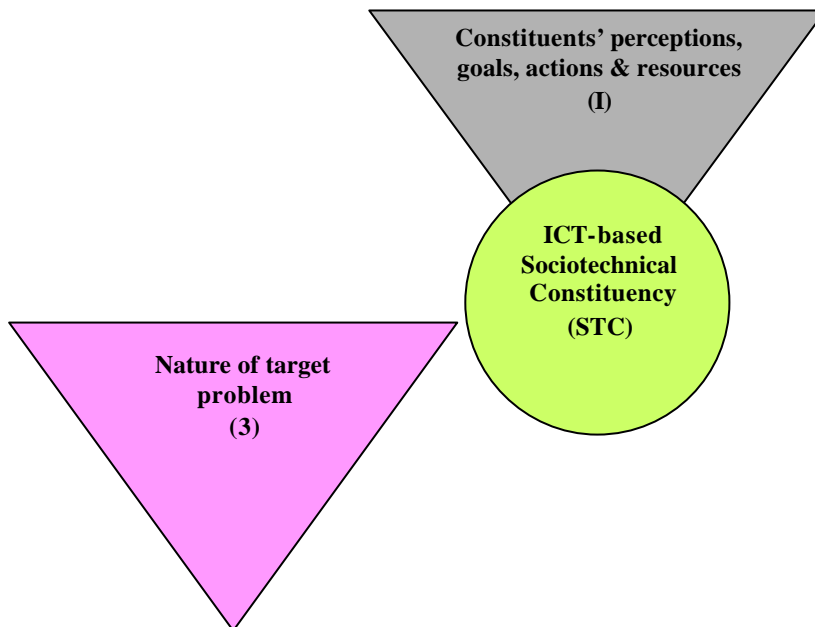 Constituents’ perceptions,
goals, actions & resources
(I)
ICT-based
Sociotechnical
Constituency
(STC)
Nature of target
problem
(3)